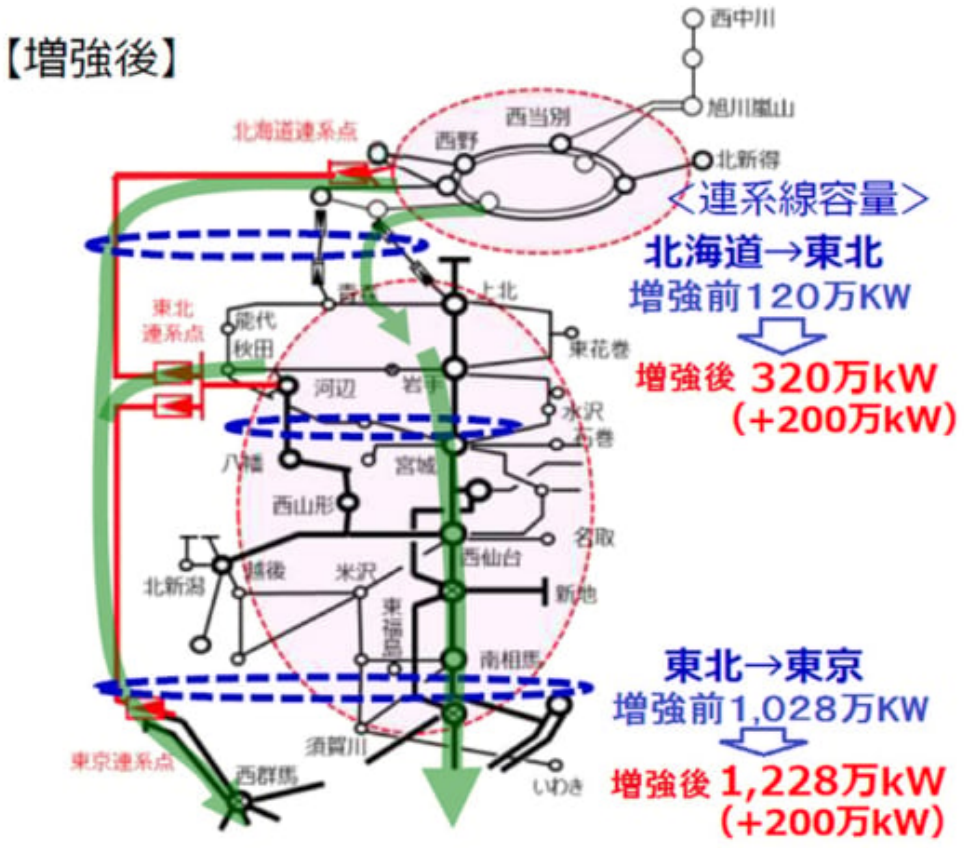 【増強後】
西中川
旭川嵐山
西当別
北海道連系点
西野
北新得
＜連系線容量＞
北海道→東北
増強前120万KW
増強後 320万kW
(+200万kW)
上北
東北
連系点
能代
秋田
東花巻
河辺
岩手
水沢
石巻
宮城
八幡
西山形
西仙台
名取
北新潟
越後
米沢
東福島
新地
南相馬
東北→東京
増強前1,028万KW
増強後 1,228万kW
(+200万kW)
須賀川
東京連系点
西群馬
いわき